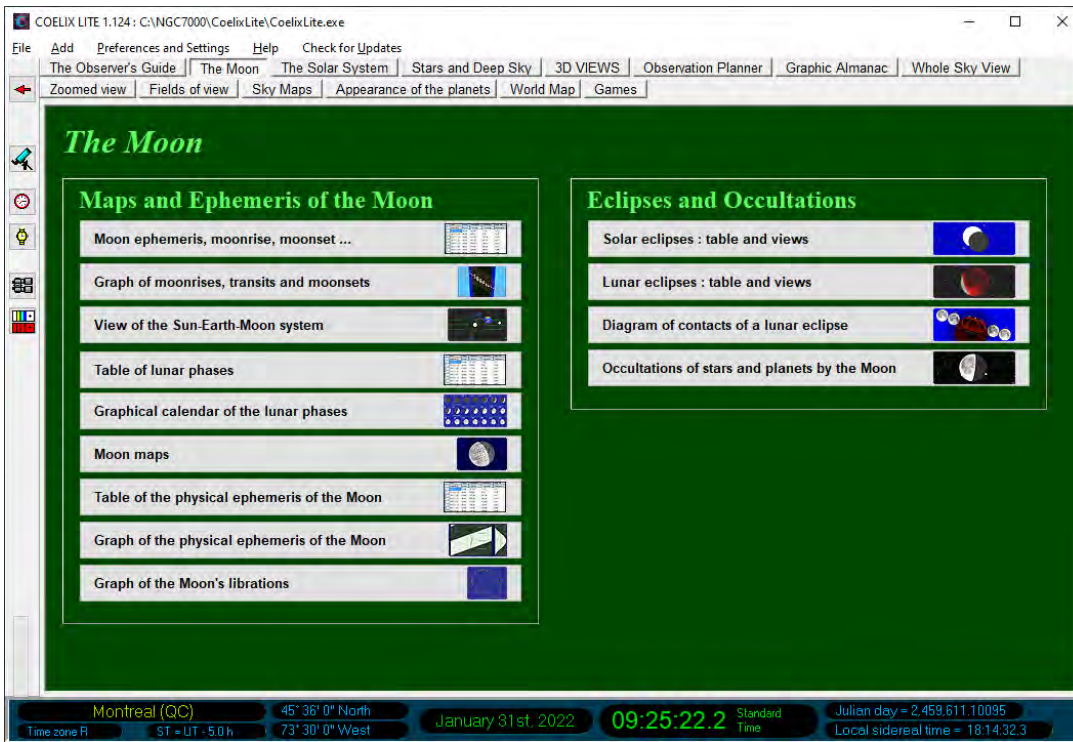 COELIX LITE 1.124 : C:\NGC7000\CoelixLite\CoelixLite.exe
File Add Preferences and Settings Help Check for Updates
The Observer's Guide The Moon The Solar System Stars and Deep Sky 3D VIEWS Observation Planner Graphic Almanac Whole Sky View
Zoomed view Fields of view Sky Maps Appearance of the planets World Map Games
The Moon
Maps and Ephemeris of the Moon
Moon ephemeris, moonrise, moonset ...
Graph of moonrises, transits and moonsets
View of the Sun-Earth-Moon system
Table of lunar phases
Graphical calendar of the lunar phases
Moon maps
Table of the physical ephemeris of the Moon
Graph of the physical ephemeris of the Moon
Graph of the Moon's librations
Eclipses and Occultations
Solar eclipses : table and views
Lunar eclipses : table and views
Diagram of contacts of a lunar eclipse
Occultations of stars and planets by the Moon
Montreal (QC)
Time zone R ST = UT - 5.0 h
45° 36' 0" North
73° 30' 0" West
January 31st, 2022
09:25:22.2 Standard Time
Julian day = 2,459,611.10095
Local sidereal time = 18:14:32.3